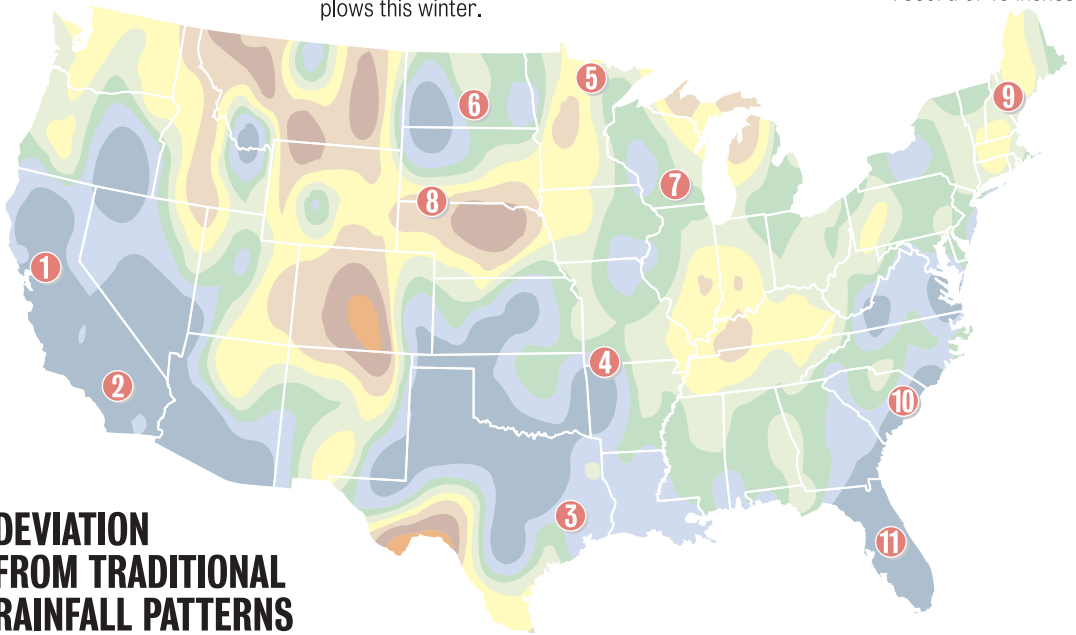 plows this winter.
5
6
9
7
8
1
4
2
10
3
11
DEVIATION
FROM TRADITIONAL
RAINFALL PATTERNS